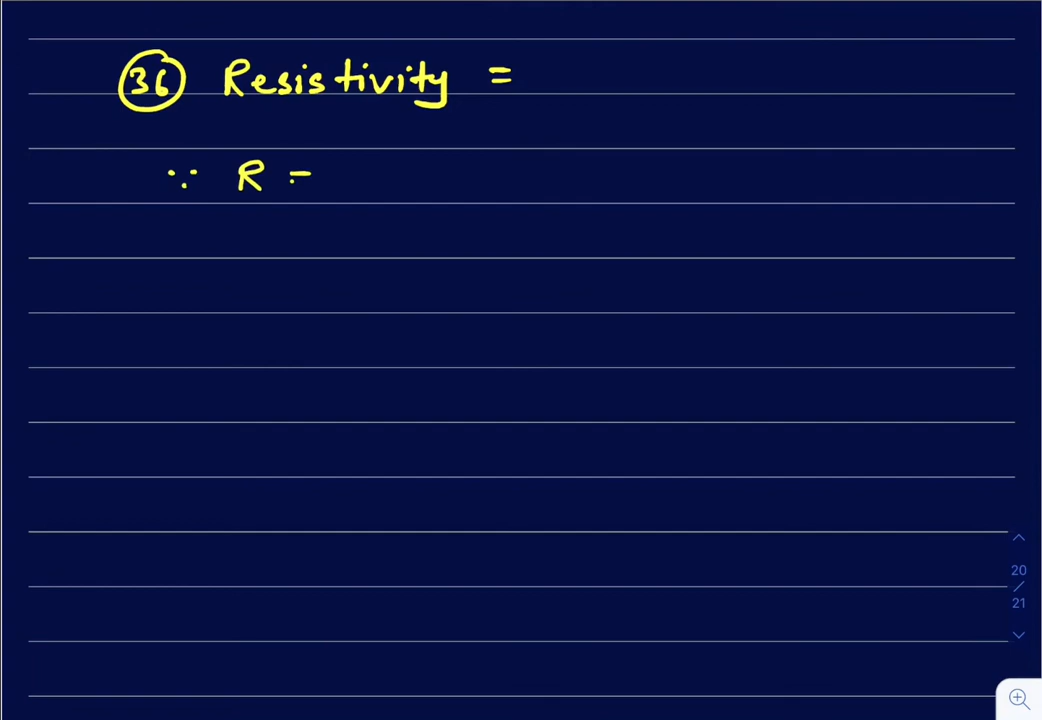 36 Resistivity =
∵ R =
20
/
21